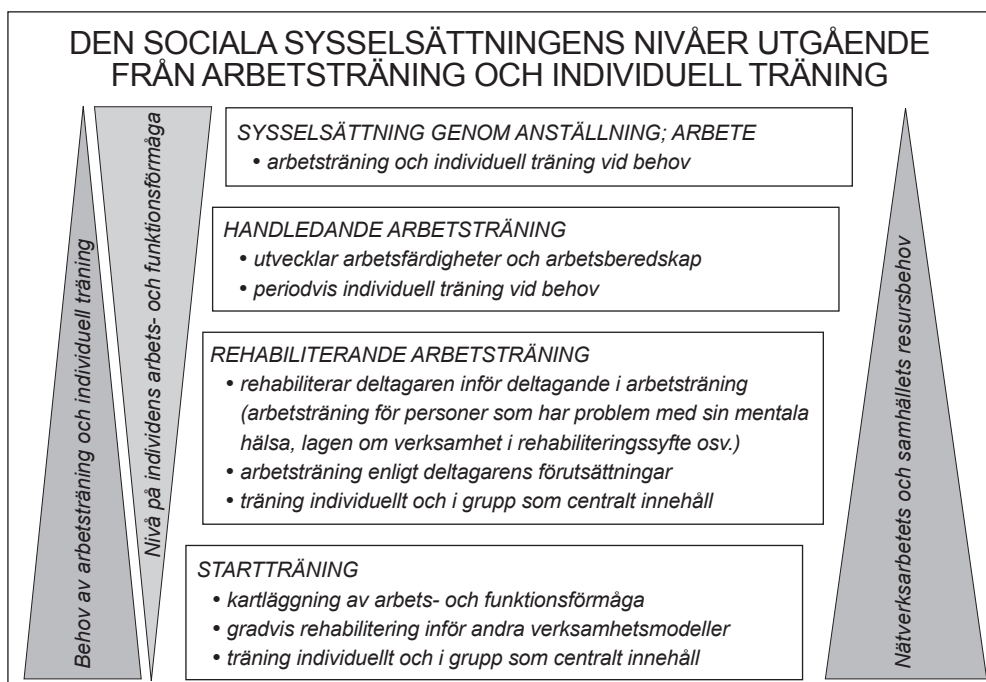 DEN SOCIALA SYSSELSÄTTNINGENS NIVÅER UTGÅENDE
FRÅN ARBETSTRÄNING OCH INDIVIDUELL TRÄNING
Behov av arbetsträning och individuell träning
Nivå på individens arbets- och funktionsförmåga
SYSSELSÄTTNING GENOM ANSTÄLLNING; ARBETE
• arbetsträning och individuell träning vid behov
HANDLEDANDE ARBETSTRÄNING
• utvecklar arbetsfärdigheter och arbetsberedskap
• periodvis individuell träning vid behov
REHABILITERANDE ARBETSTRÄNING
• rehabiliterar deltagaren inför deltagande i arbetsträning
(arbetsträning för personer som har problem med sin mentala
hälsa, lagen om verksamhet i rehabiliteringssyfte osv.)
• arbetsträning enligt deltagarens förutsättningar
• träning individuellt och i grupp som centralt innehåll
STARTTRÄNING
• kartläggning av arbets- och funktionsförmåga
• gradvis rehabilitering inför andra verksamhetsmodeller
• träning individuellt och i grupp som centralt innehåll
Nätverksarbetets och samhällets resursbehov